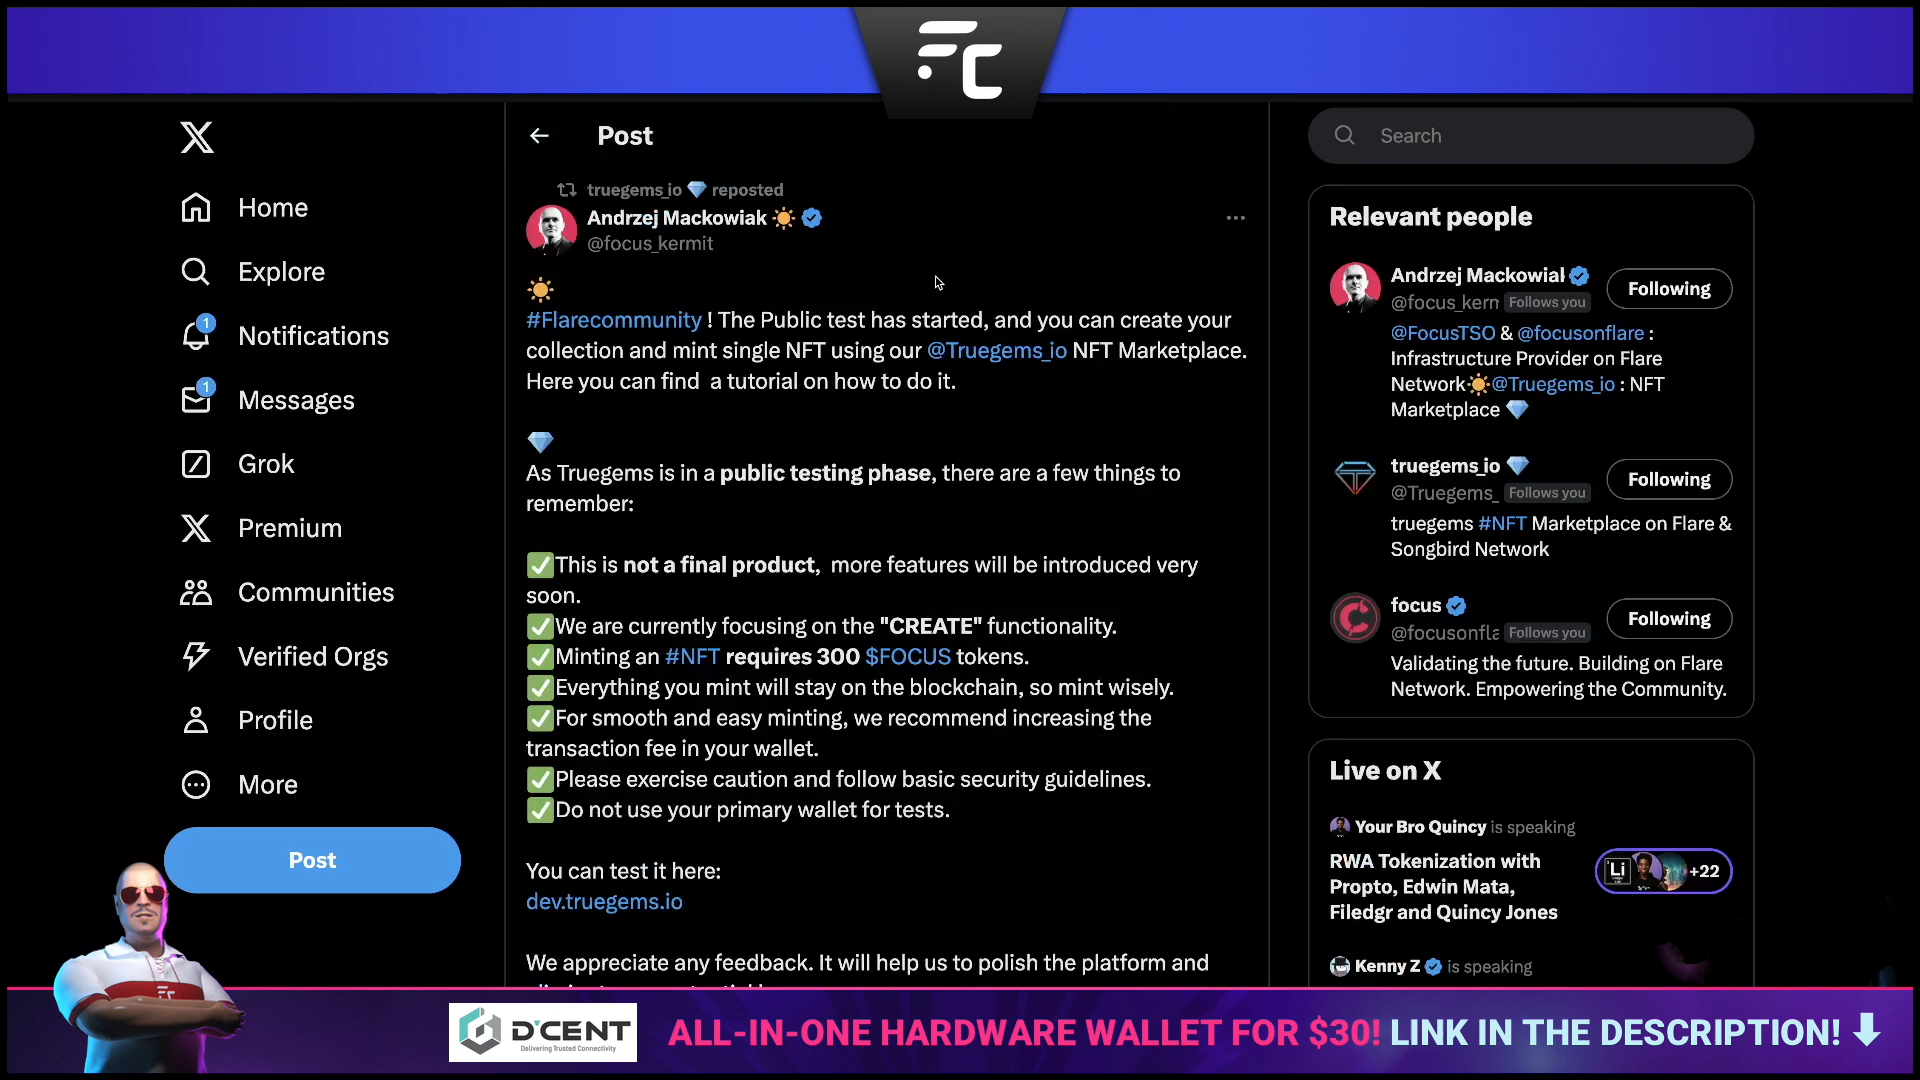 FC
Post
Search
truegems_io 💎 reposted
Andrzej Mackowiak ☀️
@focus_kermit
Home
Explore
1
Notifications
1
Messages
Grok
Premium
Communities
Verified Orgs
Profile
More
Post
☀️
#Flarecommunity ! The Public test has started, and you can create your
collection and mint single NFT using our @Truegems_io NFT Marketplace.
Here you can find a tutorial on how to do it.
💎
As Truegems is in a public testing phase, there are a few things to
remember:
✅This is not a final product, more features will be introduced very
soon.
✅We are currently focusing on the "CREATE" functionality.
✅Minting an #NFT requires 300 $FOCUS tokens.
✅Everything you mint will stay on the blockchain, so mint wisely.
✅For smooth and easy minting, we recommend increasing the
transaction fee in your wallet.
✅Please exercise caution and follow basic security guidelines.
✅Do not use your primary wallet for tests.
You can test it here:
dev.truegems.io
We appreciate any feedback. It will help us to polish the platform and
Relevant people
Andrzej Mackowial
@focus_kerm Follows you
Following
@FocusTSO & @focusonflare :
Infrastructure Provider on Flare
Network☀️@Truegems_io : NFT
Marketplace 💎
truegems_io 💎
@Truegems_ Follows you
Following
truegems #NFT Marketplace on Flare &
Songbird Network
focus
@focusonfla Follows you
Following
Validating the future. Building on Flare
Network. Empowering the Community.
Live on X
Your Bro Quincy is speaking
RWA Tokenization with
Propto, Edwin Mata,
Filedgr and Quincy Jones
Li
+22
Kenny Z is speaking
D'CENT
Delivering Trusted Connectivity
ALL-IN-ONE HARDWARE WALLET FOR $30! LINK IN THE DESCRIPTION!